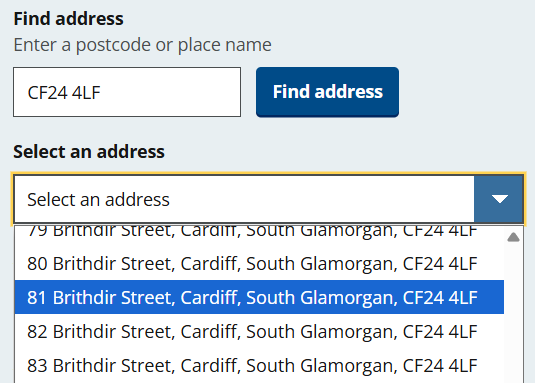 Find address
Enter a postcode or place name
CF24 4LF
Find address
Select an address
Select an address
79 Brithdir Street, Cardiff, South Glamorgan, CF24 4LF
80 Brithdir Street, Cardiff, South Glamorgan, CF24 4LF
81 Brithdir Street, Cardiff, South Glamorgan, CF24 4LF
82 Brithdir Street, Cardiff, South Glamorgan, CF24 4LF
83 Brithdir Street, Cardiff, South Glamorgan, CF24 4LF